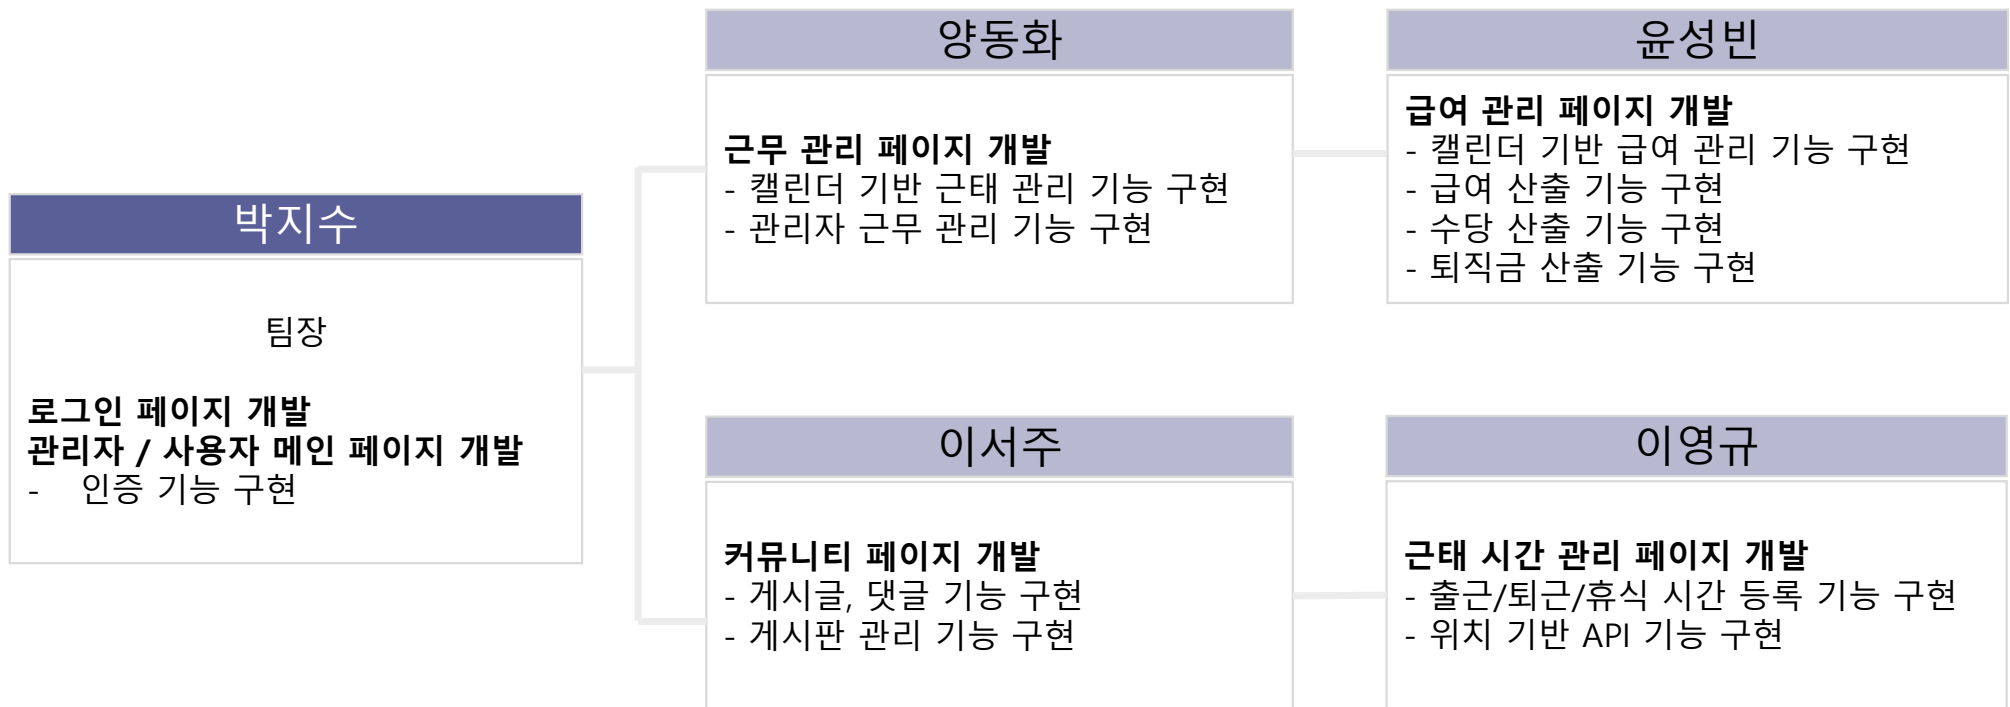 박지수
팀장
로그인 페이지 개발
관리자 / 사용자 메인 페이지 개발
- 인증 기능 구현
양동화
근무 관리 페이지 개발
- 캘린더 기반 근태 관리 기능 구현
- 관리자 근무 관리 기능 구현
윤성빈
급여 관리 페이지 개발
- 캘린더 기반 급여 관리 기능 구현
- 급여 산출 기능 구현
- 수당 산출 기능 구현
- 퇴직금 산출 기능 구현
이서주
커뮤니티 페이지 개발
- 게시글, 댓글 기능 구현
- 게시판 관리 기능 구현
이영규
근태 시간 관리 페이지 개발
- 출근/퇴근/휴식 시간 등록 기능 구현
- 위치 기반 API 기능 구현